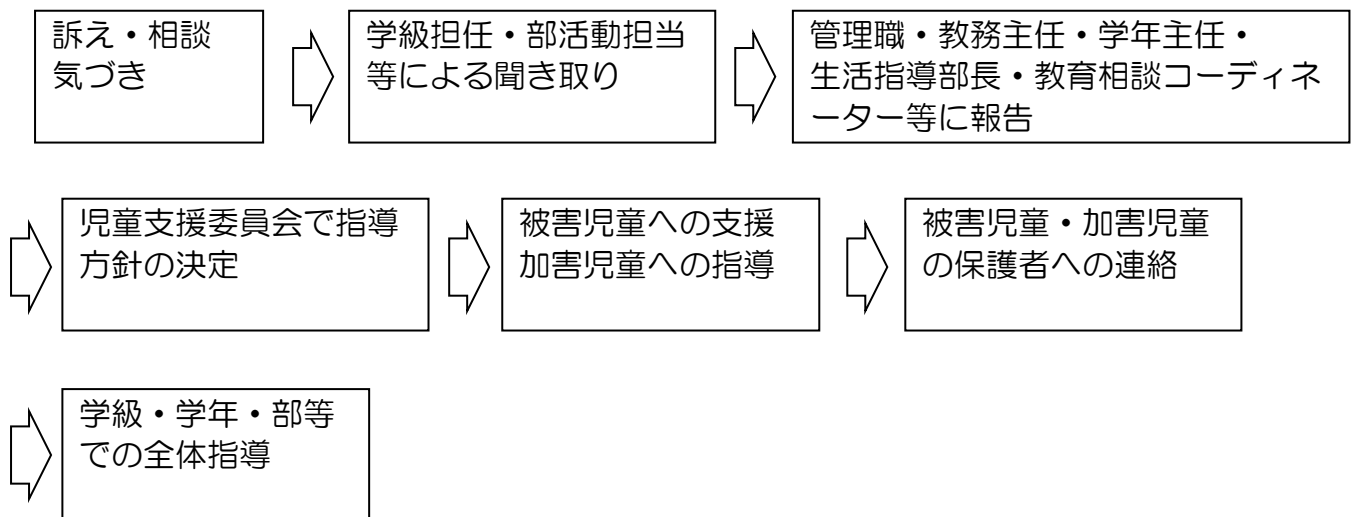 訴え・相談
気づき
学級担任・部活動担当
等による聞き取り
管理職・教務主任・学年主任・
生活指導部長・教育相談コーディネ
ーター等に報告
児童支援委員会で指導
方針の決定
被害児童への支援
加害児童への指導
被害児童・加害児童
の保護者への連絡
学級・学年・部等
での全体指導